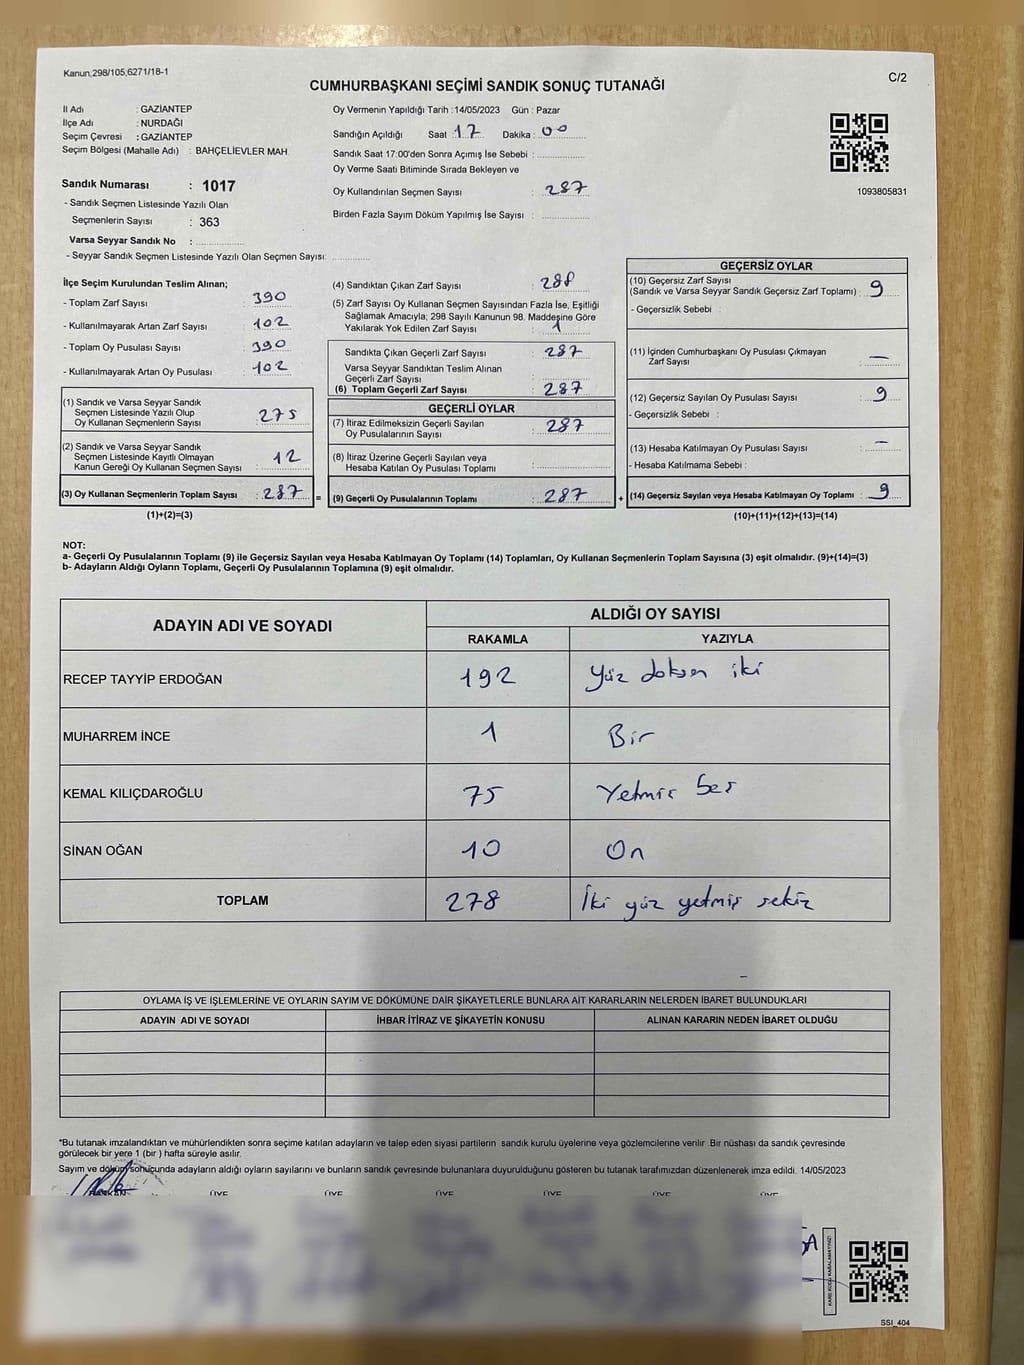 Kanun;298/105,6271/18-1
C/2
CUMHURBAŞKANI SEÇİMİ SANDIK SONUÇ TUTANAĞI
İl Adı : GAZİANTEP
İlçe Adı : NURDAĞI
Seçim Çevresi : GAZİANTEP
Seçim Bölgesi (Mahalle Adı) : BAHÇELİEVLER MAH.
Sandık Numarası : 1017
- Sandık Seçmen Listesinde Yazılı Olan
Seçmenlerin Sayısı : 363
Varsa Seyyar Sandık No :
- Seyyar Sandık Seçmen Listesinde Yazılı Olan Seçmen Sayısı:
Oy Vermenin Yapıldığı Tarih :14/05/2023 Gün : Pazar
Sandığın Açıldığı Saat :17 Dakika :00
Sandık Saat 17:00'den Sonra Açımış İse Sebebi :
Oy Verme Saati Bitiminde Sırada Bekleyen ve
Oy Kullandırılan Seçmen Sayısı : 287
Birden Fazla Sayım Döküm Yapılmış İse Sayısı :
1093805831
İlçe Seçim Kurulundan Teslim Alınan;
- Toplam Zarf Sayısı : 390
- Kullanılmayarak Artan Zarf Sayısı : 102
- Toplam Oy Pusulası Sayısı : 390
- Kullanılmayarak Artan Oy Pusulası : 102
(1) Sandık ve Varsa Seyyar Sandık
Seçmen Listesinde Yazılı Olup
Oy Kullanan Seçmenlerin Sayısı : 275
(2) Sandık ve Varsa Seyyar Sandık
Seçmen Listesinde Kayıtlı Olmayan
Kanun Gereği Oy Kullanan Seçmen Sayısı : 12
(3) Oy Kullanan Seçmenlerin Toplam Sayısı : 287 =
(1)+(2)=(3)
(4) Sandıktan Çıkan Zarf Sayısı : 288
(5) Zarf Sayısı Oy Kullanan Seçmen Sayısından Fazla İse, Eşitliği
Sağlamak Amacıyla; 298 Sayılı Kanunun 98. Maddesine Göre
Yakılarak Yok Edilen Zarf Sayısı : 1
Sandıkta Çıkan Geçerli Zarf Sayısı : 287
Varsa Seyyar Sandıktan Teslim Alınan
Geçerli Zarf Sayısı :
(6) Toplam Geçerli Zarf Sayısı : 287
GEÇERLİ OYLAR
(7) İtiraz Edilmeksizin Geçerli Sayılan
Oy Pusulalarının Sayısı : 287
(8) İtiraz Üzerine Geçerli Sayılan veya
Hesaba Katılan Oy Pusulası Toplamı :
(9) Geçerli Oy Pusulalarının Toplamı : 287 +
GEÇERSİZ OYLAR
(10) Geçersiz Zarf Sayısı
(Sandık ve Varsa Seyyar Sandık Geçersiz Zarf Toplamı) : 9
- Geçersizlik Sebebi :
(11) İçinden Cumhurbaşkanı Oy Pusulası Çıkmayan
Zarf Sayısı : —
(12) Geçersiz Sayılan Oy Pusulası Sayısı : 9
- Geçersizlik Sebebi :
(13) Hesaba Katılmayan Oy Pusulası Sayısı : —
- Hesaba Katılmama Sebebi :
(14) Geçersiz Sayılan veya Hesaba Katılmayan Oy Toplamı : 9
(10)+(11)+(12)+(13)=(14)
NOT:
a- Geçerli Oy Pusulalarının Toplamı (9) ile Geçersiz Sayılan veya Hesaba Katılmayan Oy Toplamı (14) Toplamları, Oy Kullanan Seçmenlerin Toplam Sayısına (3) eşit olmalıdır. (9)+(14)=(3)
b- Adayların Aldığı Oyların Toplamı, Geçerli Oy Pusulalarının Toplamına (9) eşit olmalıdır.
ADAYIN ADI VE SOYADI
ALDIĞI OY SAYISI
RAKAMLA YAZIYLA
RECEP TAYYİP ERDOĞAN 192 Yüz doksan iki
MUHARREM İNCE 1 Bir
KEMAL KILIÇDAROĞLU 75 Yetmiş beş
SİNAN OĞAN 10 On
TOPLAM 278 İki yüz yetmiş sekiz
OYLAMA İŞ VE İŞLEMLERİNE VE OYLARIN SAYIM VE DÖKÜMÜNE DAİR ŞİKAYETLERLE BUNLARA AİT KARARLARIN NELERDEN İBARET BULUNDUKLARI
ADAYIN ADI VE SOYADI İHBAR İTİRAZ VE ŞİKAYETİN KONUSU ALINAN KARARIN NEDEN İBARET OLDUĞU
*Bu tutanak imzalandıktan ve mühürlendikten sonra seçime katılan adayların ve talep eden siyasi partilerin sandık kurulu üyelerine veya gözlemcilerine verilir .Bir nüshası da sandık çevresinde
görülecek bir yere 1 (bir ) hafta süreyle asılır.
Sayım ve döküm sonucunda adayların aldığı oyların sayılarını ve bunların sandık çevresinde bulunanlara duyurulduğunu gösteren bu tutanak tarafımızdan düzenlenerek imza edildi. 14/05/2023
BAŞKAN ÜYE ÜYE ÜYE ÜYE ÜYE ÜYE
KARE KODU KARALAMAYINIZ!
SSI_404